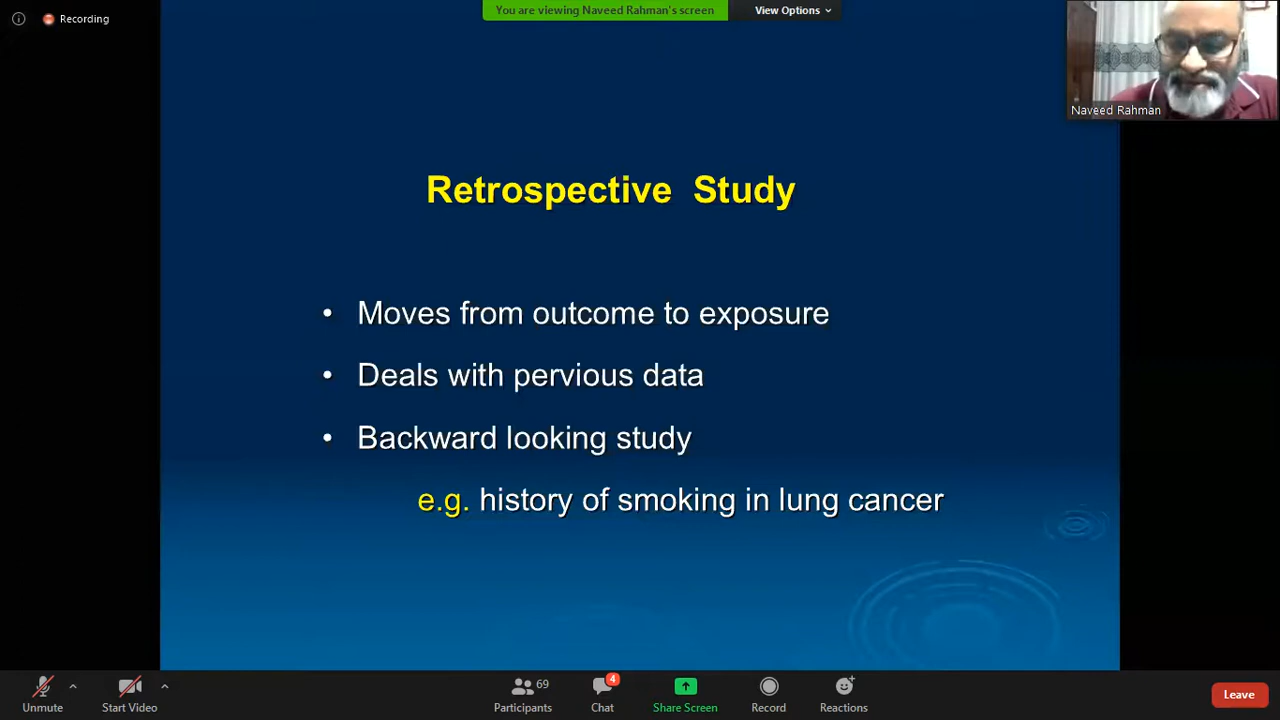 Recording
You are viewing Naveed Rahman's screen
View Options
Naveed Rahman
Retrospective Study
• Moves from outcome to exposure
• Deals with pervious data
• Backward looking study
e.g. history of smoking in lung cancer
Unmute
Start Video
69
Participants
4
Chat
Share Screen
Record
Reactions
Leave